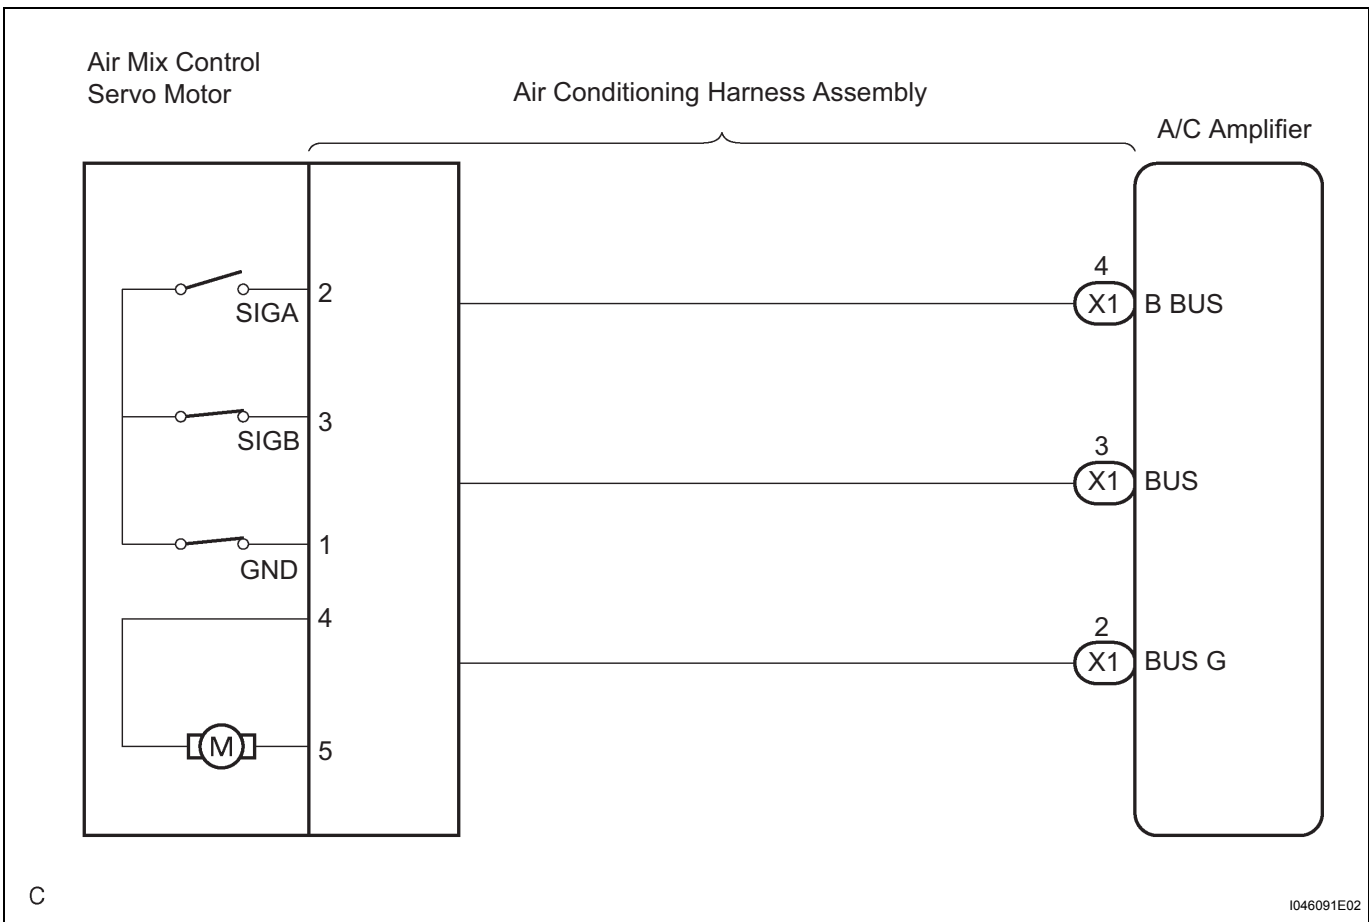 Air Mix Control
Servo Motor
Air Conditioning Harness Assembly
A/C Amplifier
2
SIGA
4
X1
B BUS
3
SIGB
3
X1
BUS
1
GND
4
2
X1
BUS G
M
5
C
I046091E02